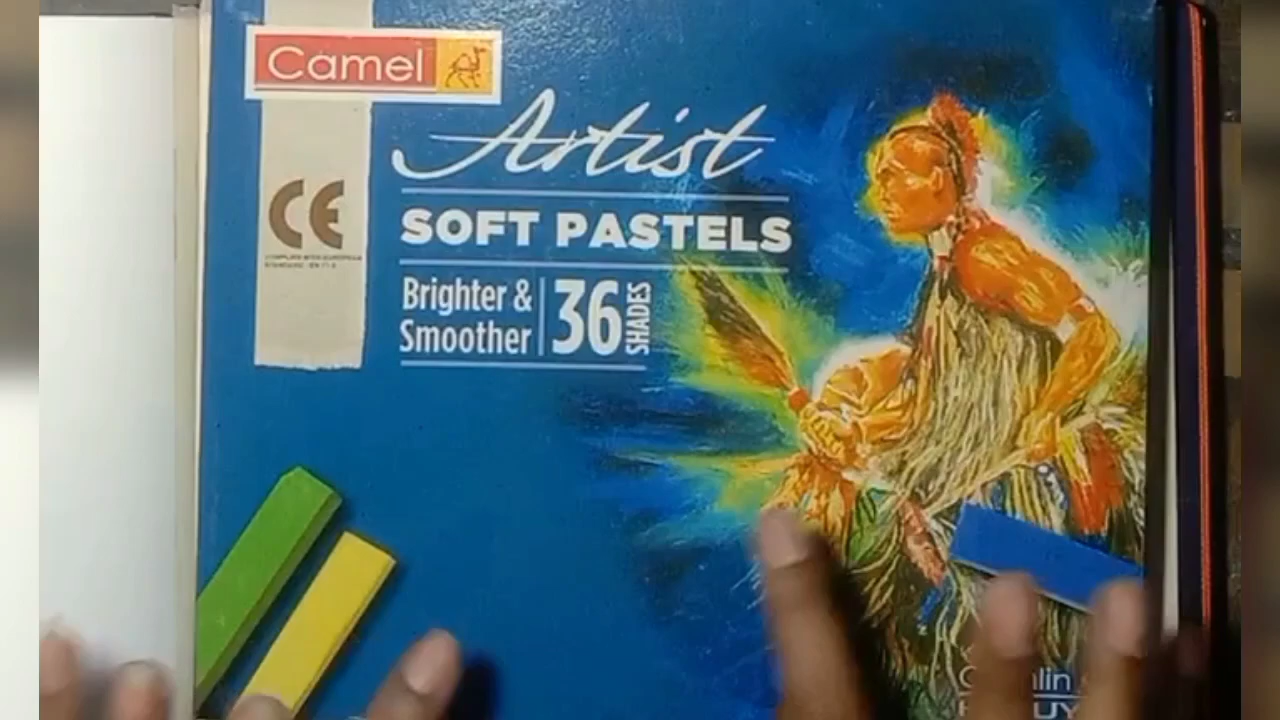 Camel
Artist
CE
SOFT PASTELS
Brighter &
Smoother
36
SHADES